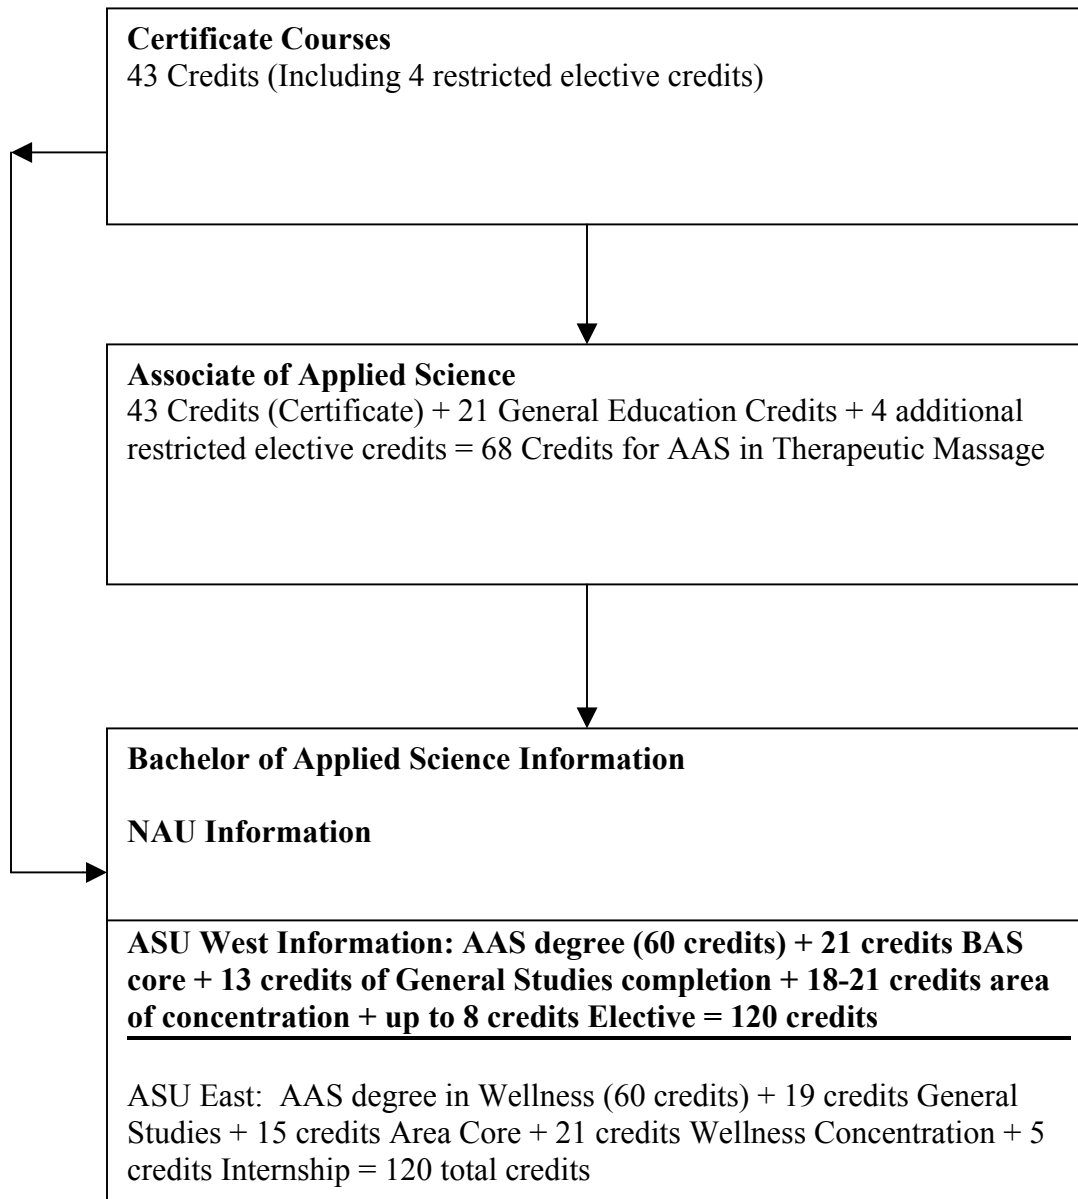 Certificate Courses
43 Credits (Including 4 restricted elective credits)
Associate of Applied Science
43 Credits (Certificate) + 21 General Education Credits + 4 additional
restricted elective credits = 68 Credits for AAS in Therapeutic Massage
Bachelor of Applied Science Information
NAU Information
ASU West Information: AAS degree (60 credits) + 21 credits BAS
core + 13 credits of General Studies completion + 18-21 credits area
of concentration + up to 8 credits Elective = 120 credits
ASU East:  AAS degree in Wellness (60 credits) + 19 credits General
Studies + 15 credits Area Core + 21 credits Wellness Concentration + 5
credits Internship = 120 total credits